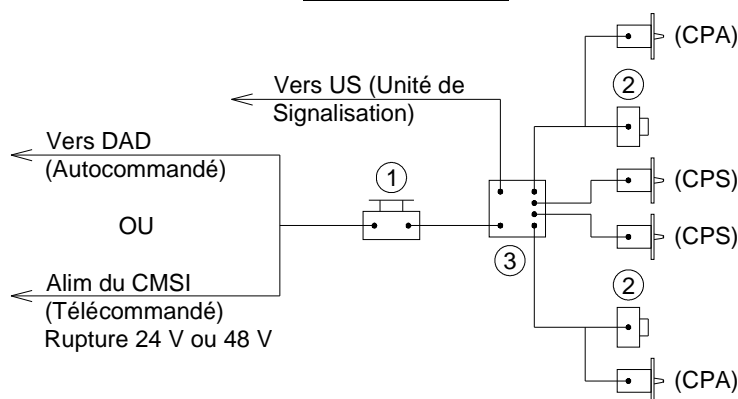 (CPA)
Vers US (Unité de
Signalisation)
2
Vers DAD
(Autocommandé)
1
(CPS)
OU
(CPS)
3
Alim du CMSI
(Télécommandé)
Rupture 24 V ou 48 V
2
(CPA)